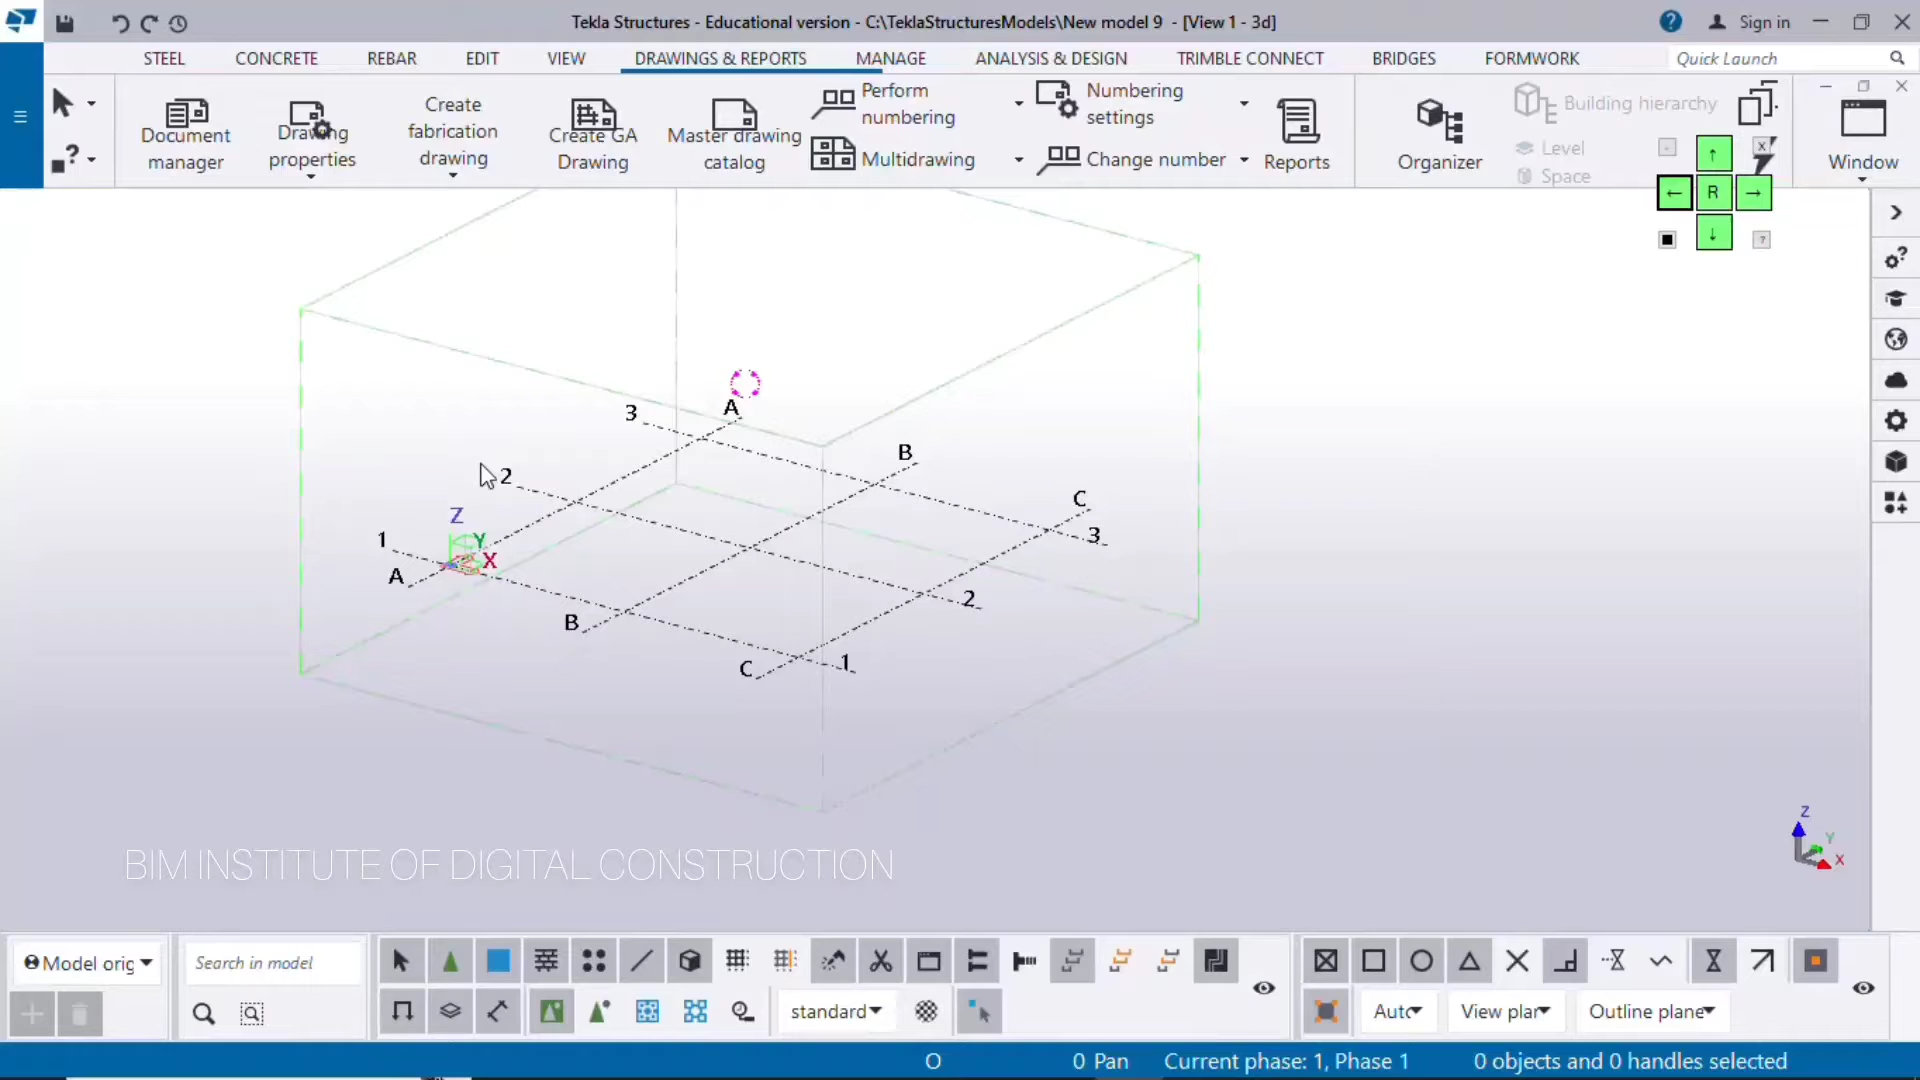 Tekla Structures - Educational version - C:\TeklaStructuresModels\New model 9 - [View 1 - 3d]
? Sign in
STEEL CONCRETE REBAR EDIT VIEW DRAWINGS & REPORTS MANAGE ANALYSIS & DESIGN TRIMBLE CONNECT BRIDGES FORMWORK Quick Launch
Document manager
Drawing properties
Create fabrication drawing
Create GA Drawing
Master drawing catalog
Perform numbering
Multidrawing
Numbering settings
Change number
Reports
Organizer
Building hierarchy
Level
Space
Window
X
R
?
3 A
B
2
C
3
Z
Y
X
1
A
2
B
1
C
Z
Y
X
BIM INSTITUTE OF DIGITAL CONSTRUCTION
Model orig
Search in model
standard
Auto
View plan
Outline plane
O 0 Pan Current phase: 1, Phase 1 0 objects and 0 handles selected